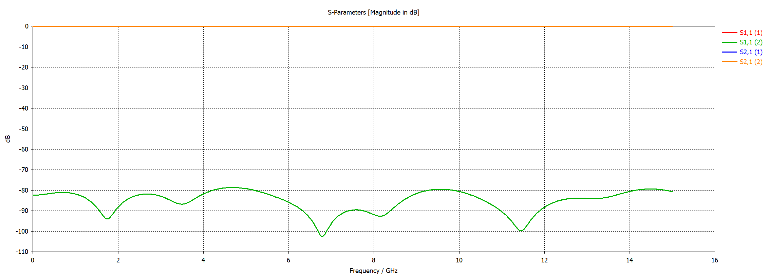 S-Parameters [Magnitude in dB]
0
-10
-20
-30
-40
-50
-60
-70
-80
-90
-100
-110
dB
0 2 4 6 8 10 12 14 16
Frequency / GHz
S1,1 (1)
S1,1 (2)
S2,1 (1)
S2,1 (2)